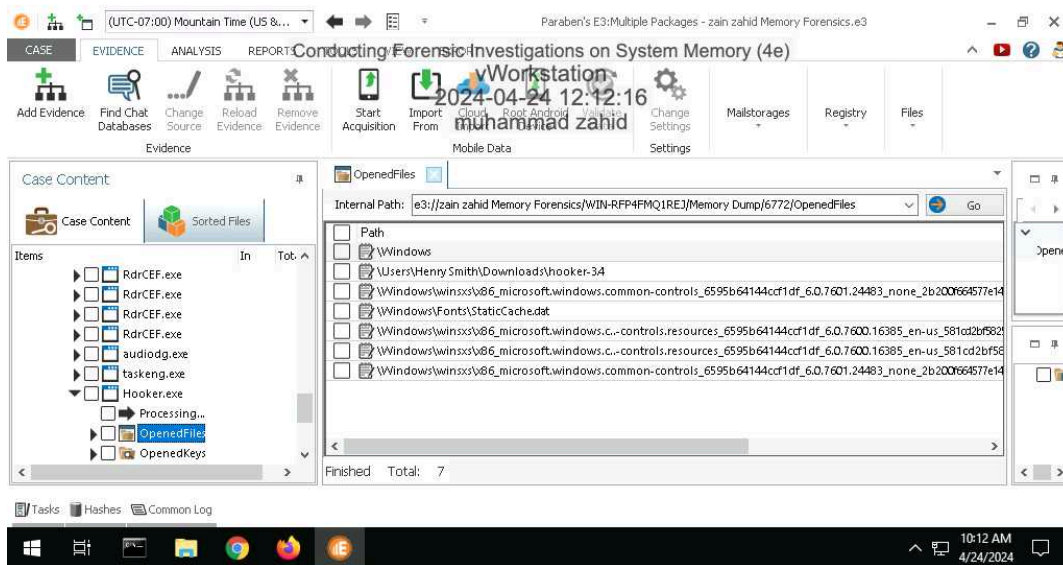 (UTC-07:00) Mountain Time (US &...
Paraben's E3:Multiple Packages - zain zahid Memory Forensics.e3
CASE EVIDENCE ANALYSIS REPORTS
Conducting Forensic Investigations on System Memory (4e)
vWorkstation
2024-04-24 12:12:16
muhammad zahid
Add Evidence
Find Chat Databases
Change Source
Reload Evidence
Remove Evidence
Start Acquisition
Import From
Cloud Import
Root Android Device
Change Settings
Mailstorages
Registry
Files
Evidence
Mobile Data
Settings
Case Content
Case Content
Sorted Files
Items In Tot.
RdrCEF.exe
RdrCEF.exe
RdrCEF.exe
RdrCEF.exe
audiodg.exe
taskeng.exe
Hooker.exe
Processing...
OpenedFiles
OpenedKeys
OpenedFiles
Internal Path: e3://zain zahid Memory Forensics/WIN-RFP4FMQ1REJ/Memory Dump/6772/OpenedFiles Go
Path
\Windows
\Users\Henry Smith\Downloads\hooker-3.4
\Windows\winsxs\x86_microsoft.windows.common-controls_6595b64144ccf1df_6.0.7601.24483_none_2b200f664577e14
\Windows\Fonts\StaticCache.dat
\Windows\winsxs\x86_microsoft.windows.c..-controls.resources_6595b64144ccf1df_6.0.7600.16385_en-us_581cd2bf582
\Windows\winsxs\x86_microsoft.windows.c..-controls.resources_6595b64144ccf1df_6.0.7600.16385_en-us_581cd2bf58
\Windows\winsxs\x86_microsoft.windows.common-controls_6595b64144ccf1df_6.0.7601.24483_none_2b200f664577e14
Finished Total: 7
Tasks Hashes Common Log
10:12 AM
4/24/2024